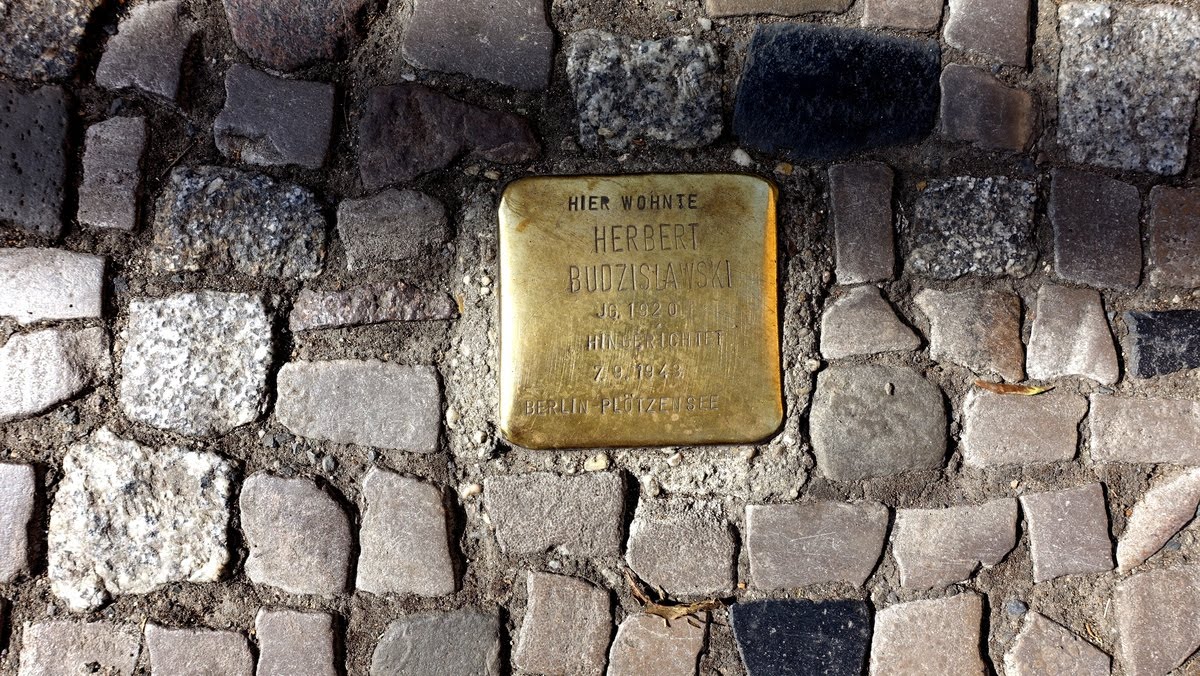 HIER WOHNTE
HERBERT
BUDZISLAWSKI
JG. 1920
HINGERICHTET
7.9.1943
BERLIN PLÖTZENSEE